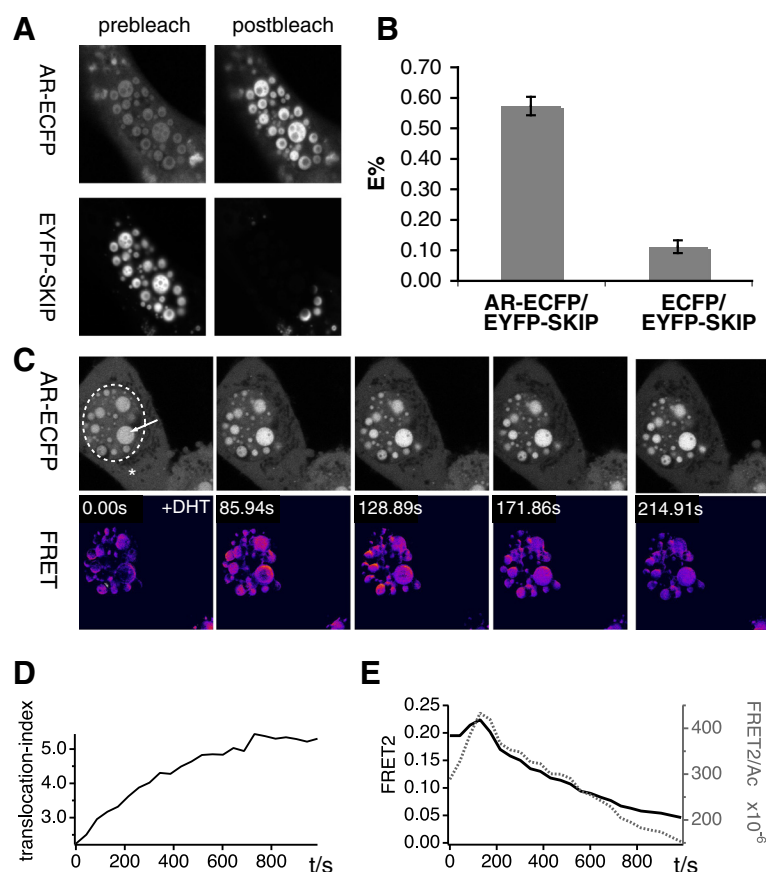 A
prebleach
postbleach
AR-ECFP
EYFP-SKIP
B
E%
0.70
0.60
0.50
0.40
0.30
0.20
0.10
0.00
AR-ECFP/
EYFP-SKIP
ECFP/
EYFP-SKIP
C
AR-ECFP
*
FRET
0.00s
+DHT
85.94s
128.89s
171.86s
214.91s
D
translocation-index
5.0
4.0
3.0
0
200
400
600
800
t/s
E
FRET2
0.25
0.20
0.15
0.10
0.05
0.00
0
200
400
600
800
t/s
400
300
200
FRET2/Ac x10⁻⁶